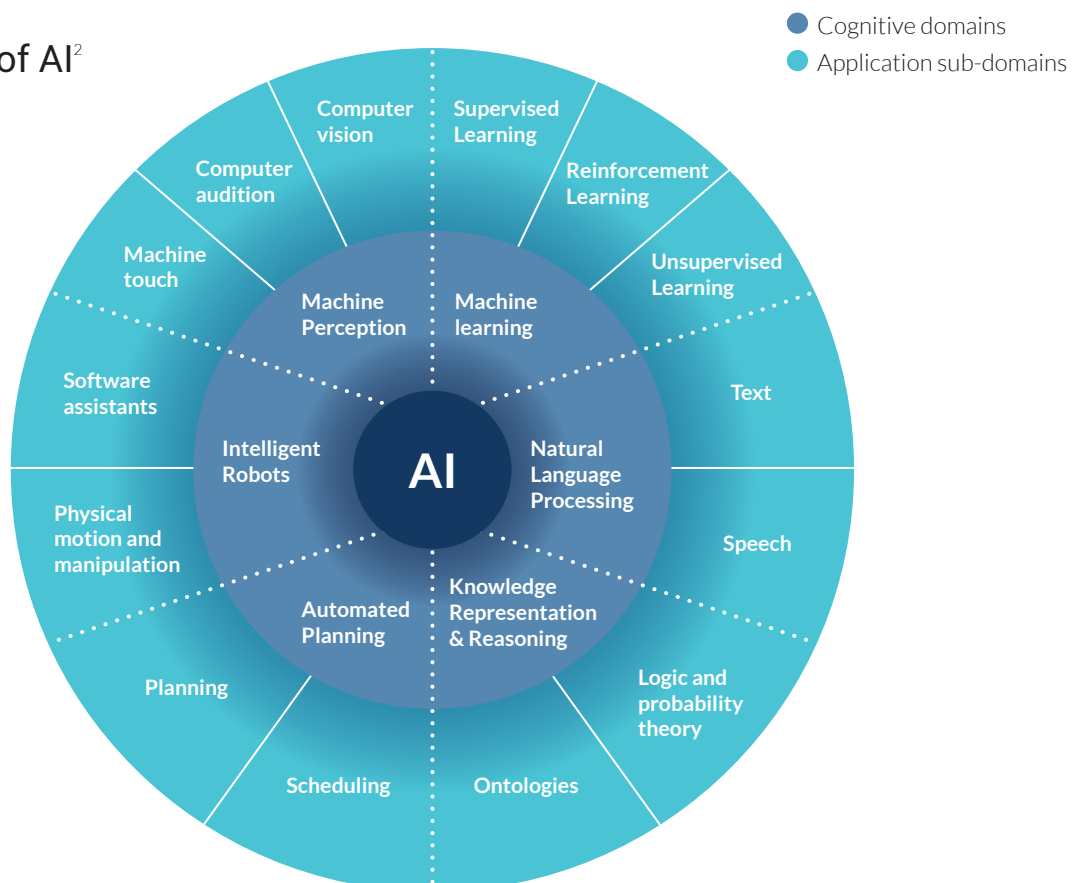 of AI2
Cognitive domains
Application sub-domains
Computer
vision
Supervised
Learning
Computer
audition
Reinforcement
Learning
Machine
touch
Unsupervised
Learning
Machine
Perception
Machine
learning
Software
assistants
Text
Intelligent
Robots
AI
Natural
Language
Processing
Physical
motion and
manipulation
Speech
Automated
Planning
Knowledge
Representation
& Reasoning
Planning
Logic and
probability
theory
Scheduling
Ontologies